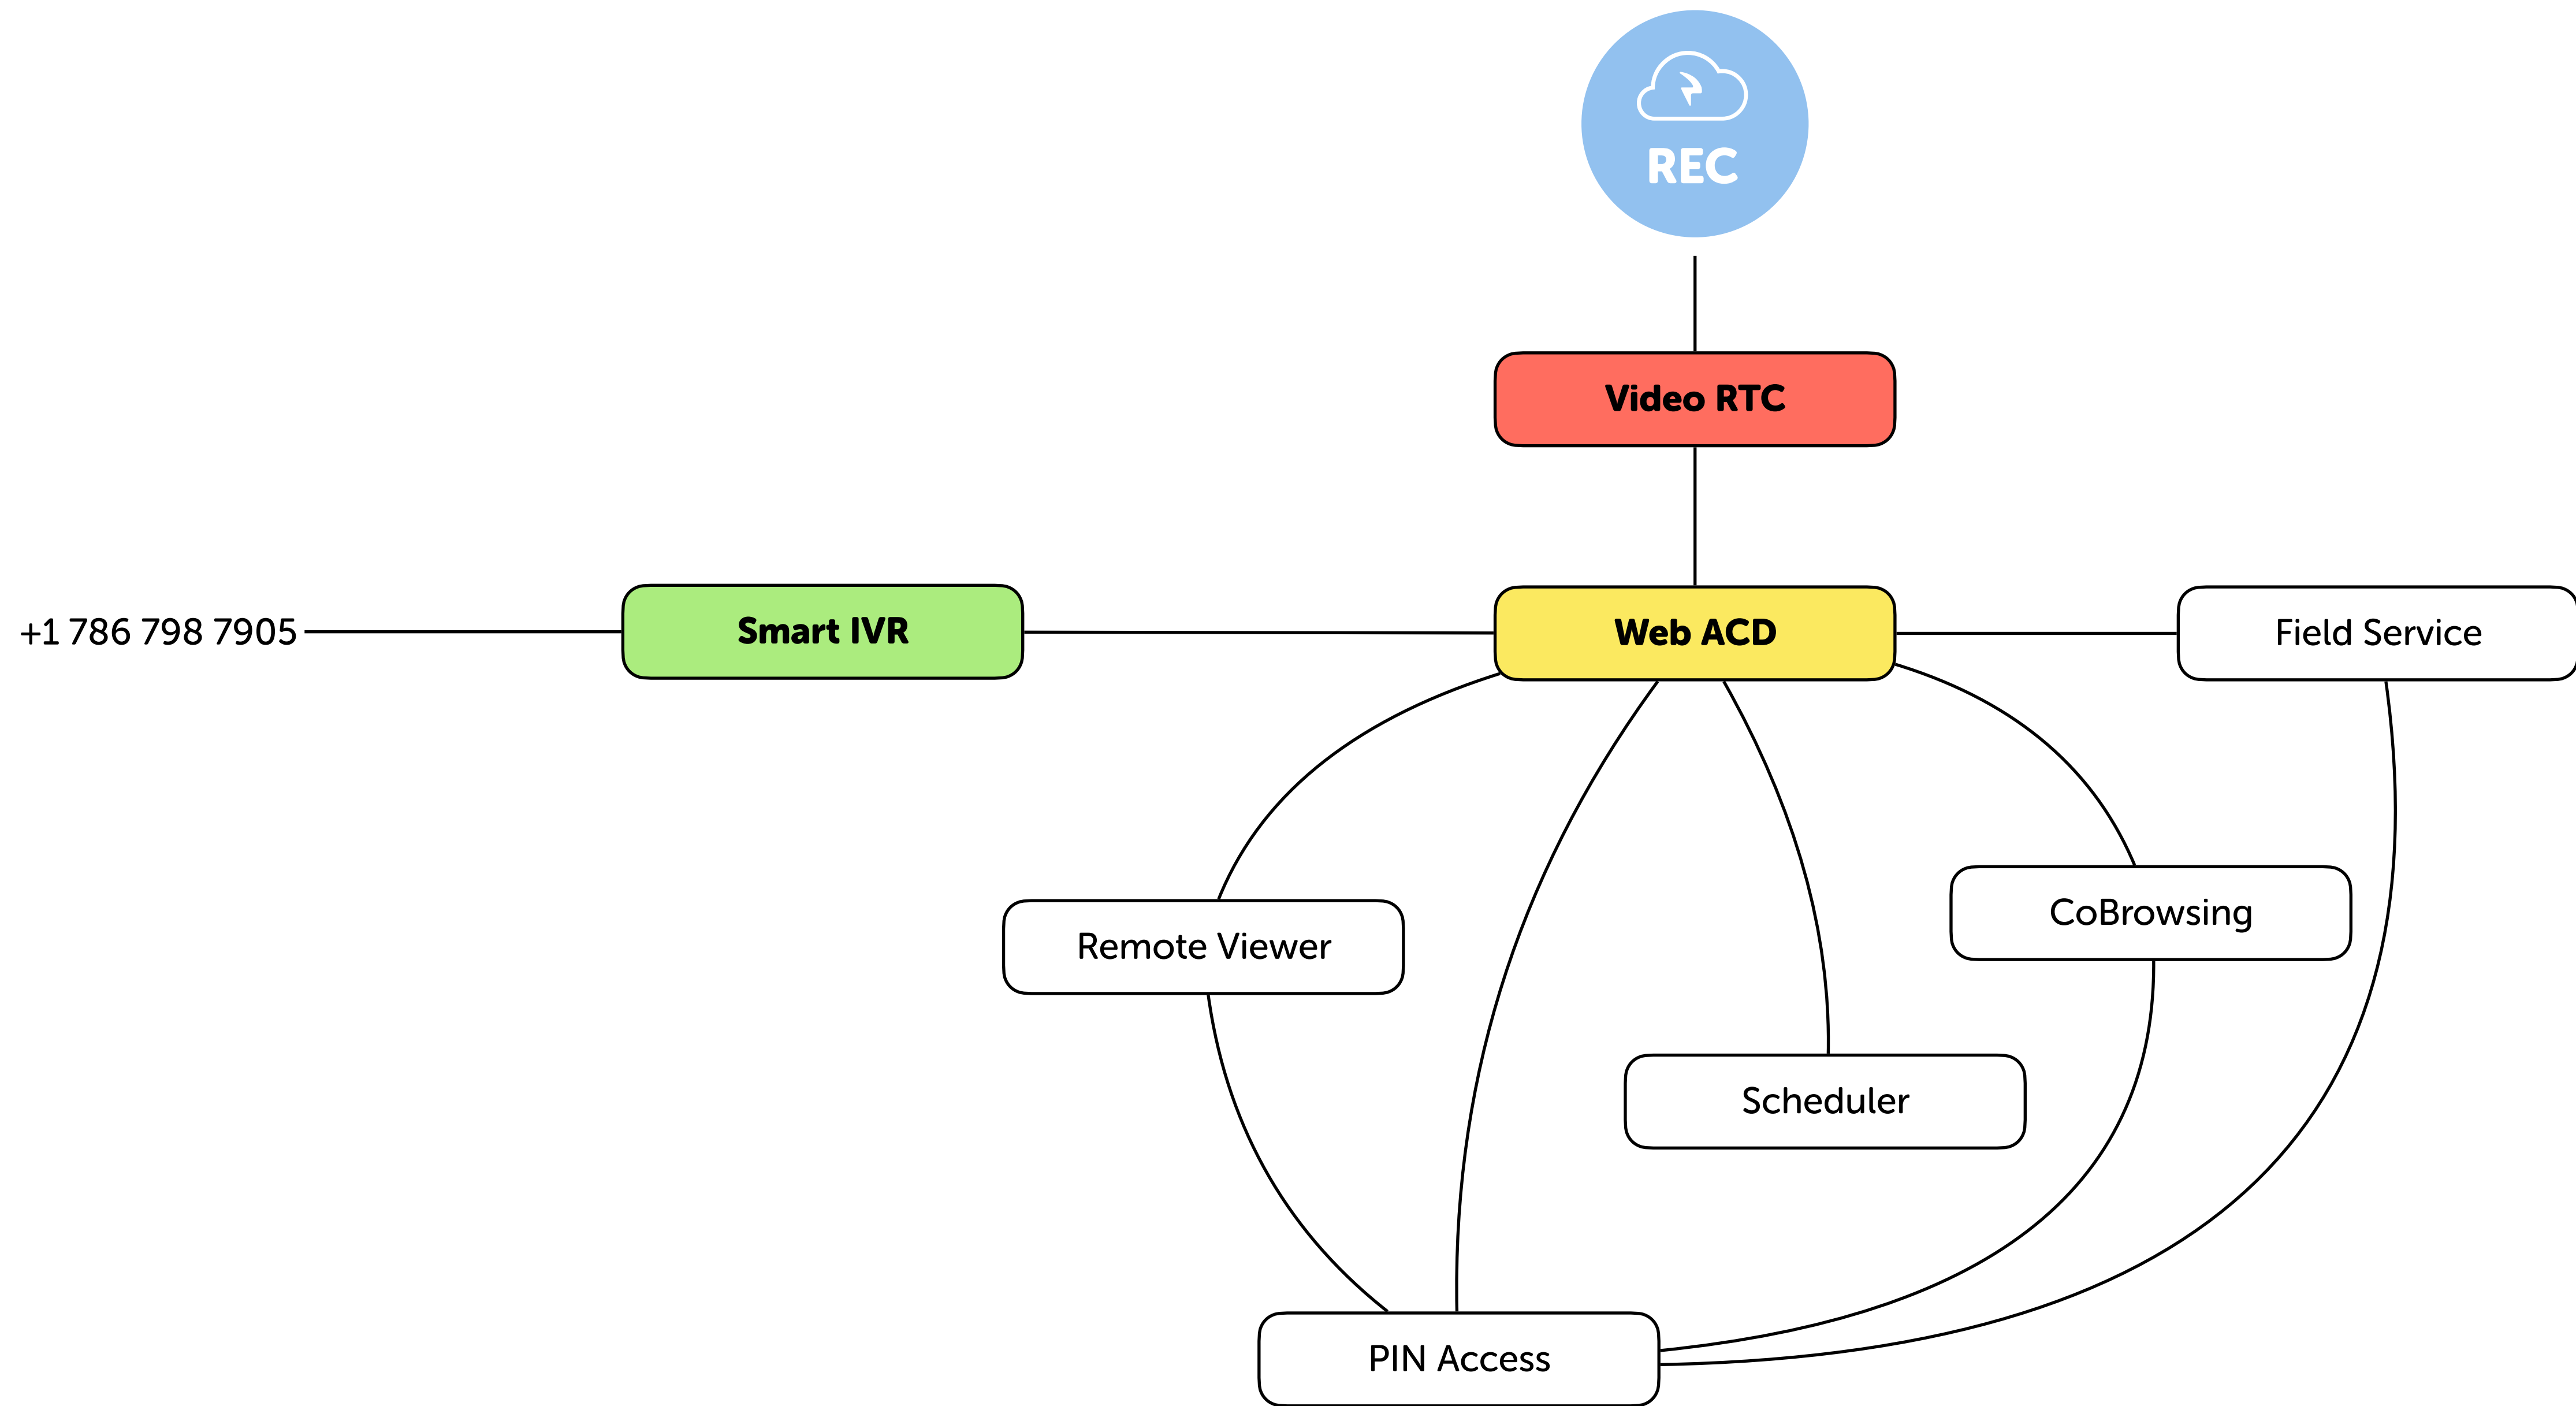 REC
Video RTC
+1 786 798 7905
Smart IVR
Web ACD
Field Service
CoBrowsing
Remote Viewer
Scheduler
PIN Access